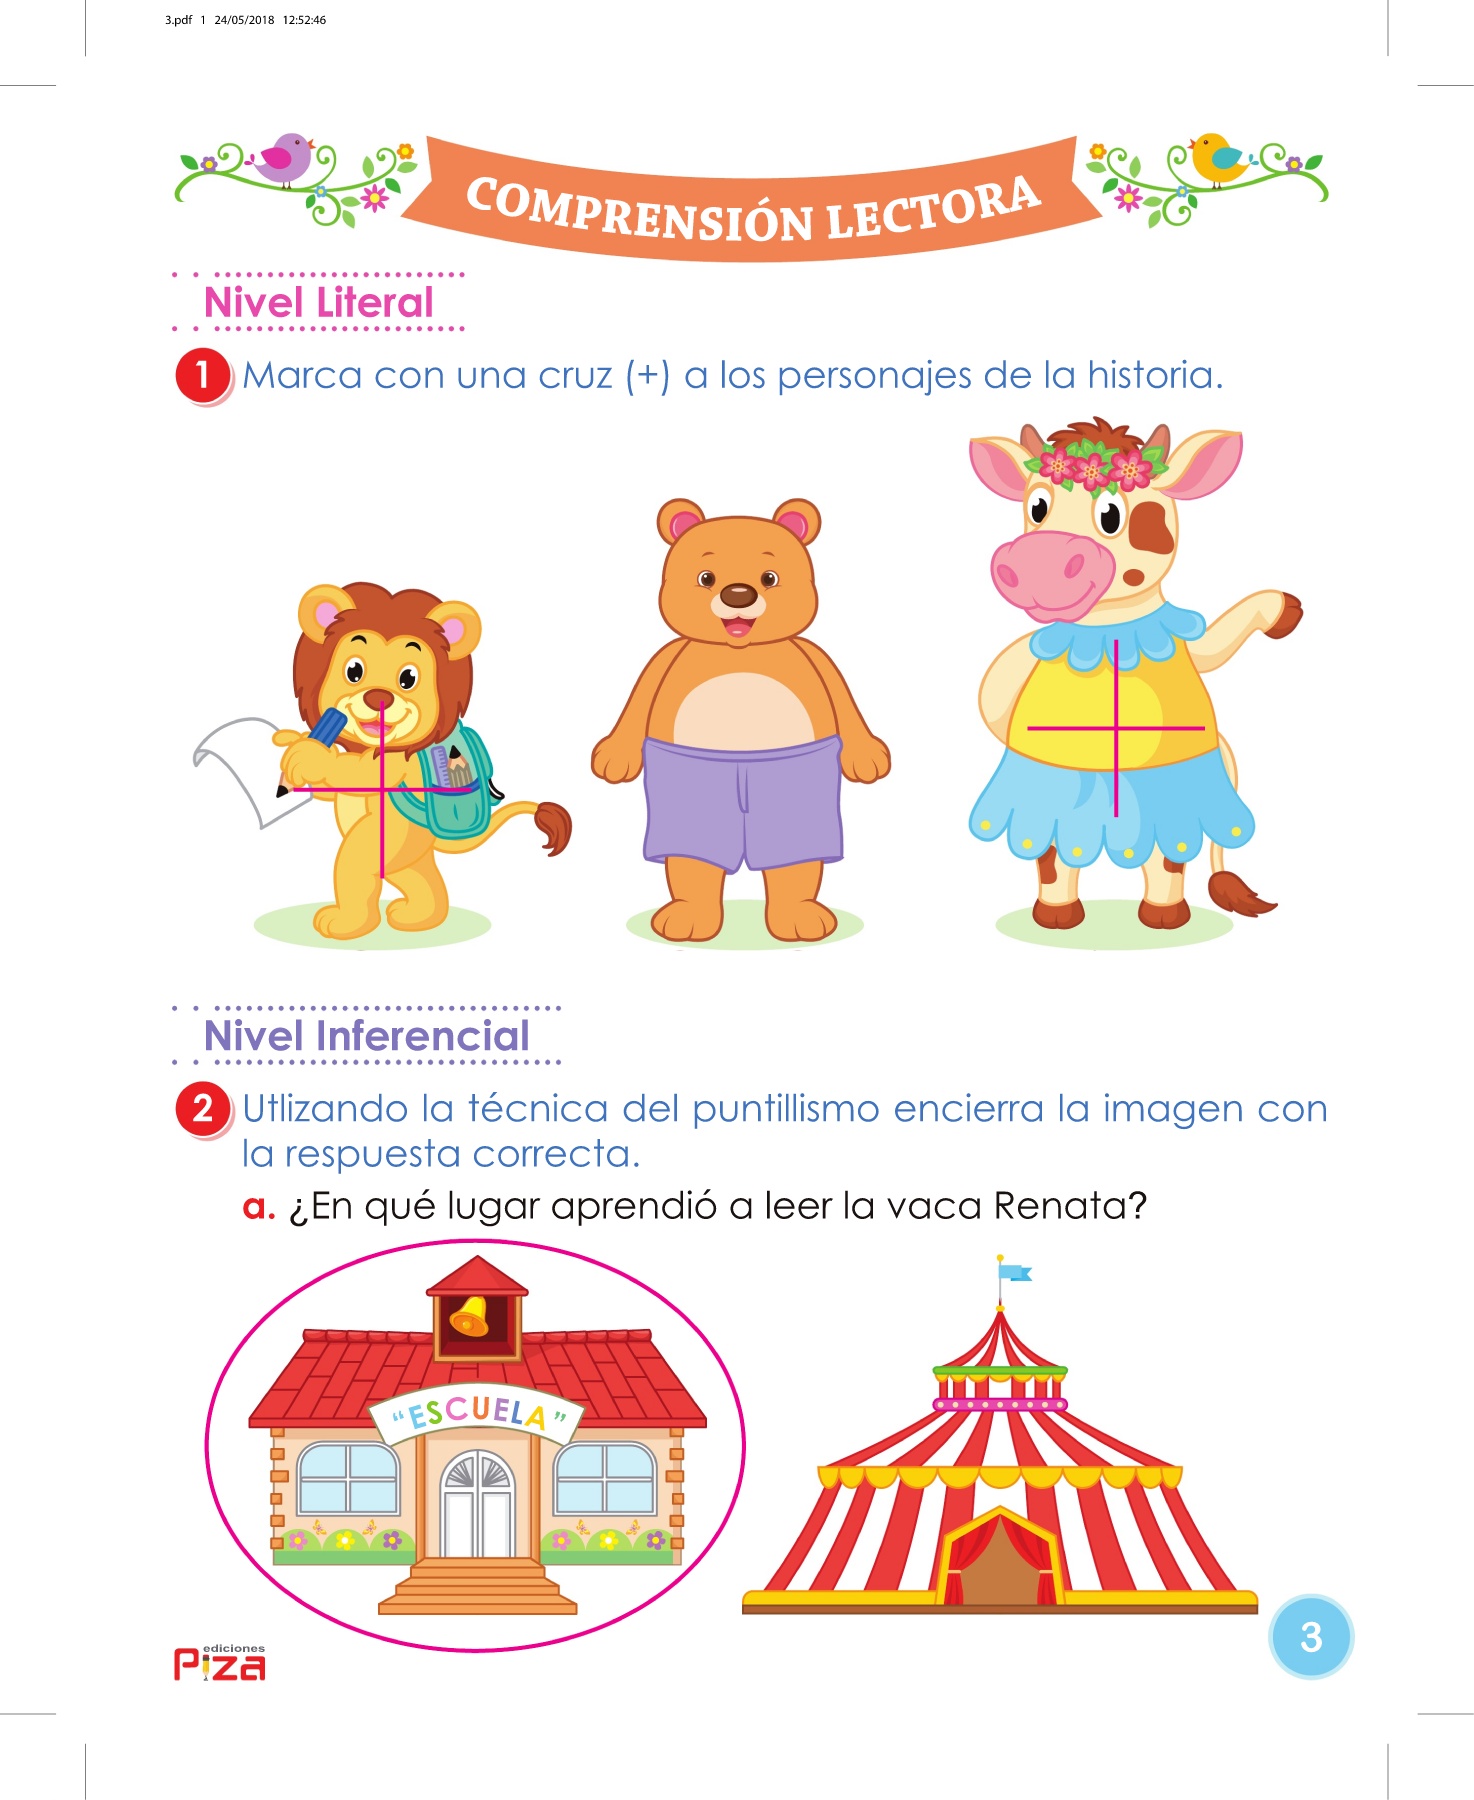 3.pdf 1 24/05/2018 12:52:46
COMPRENSIÓN LECTORA
Nivel Literal
1 Marca con una cruz (+) a los personajes de la historia.
Nivel Inferencial
2 Utlizando la técnica del puntillismo encierra la imagen con
la respuesta correcta.
a. ¿En qué lugar aprendió a leer la vaca Renata?
"ESCUELA"
ediciones
Piza
3